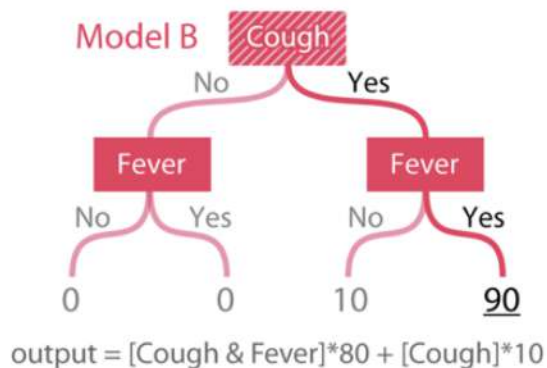 Model B
Cough
No Yes
Fever Fever
No Yes No Yes
0 0 10 90
output = [Cough & Fever]*80 + [Cough]*10